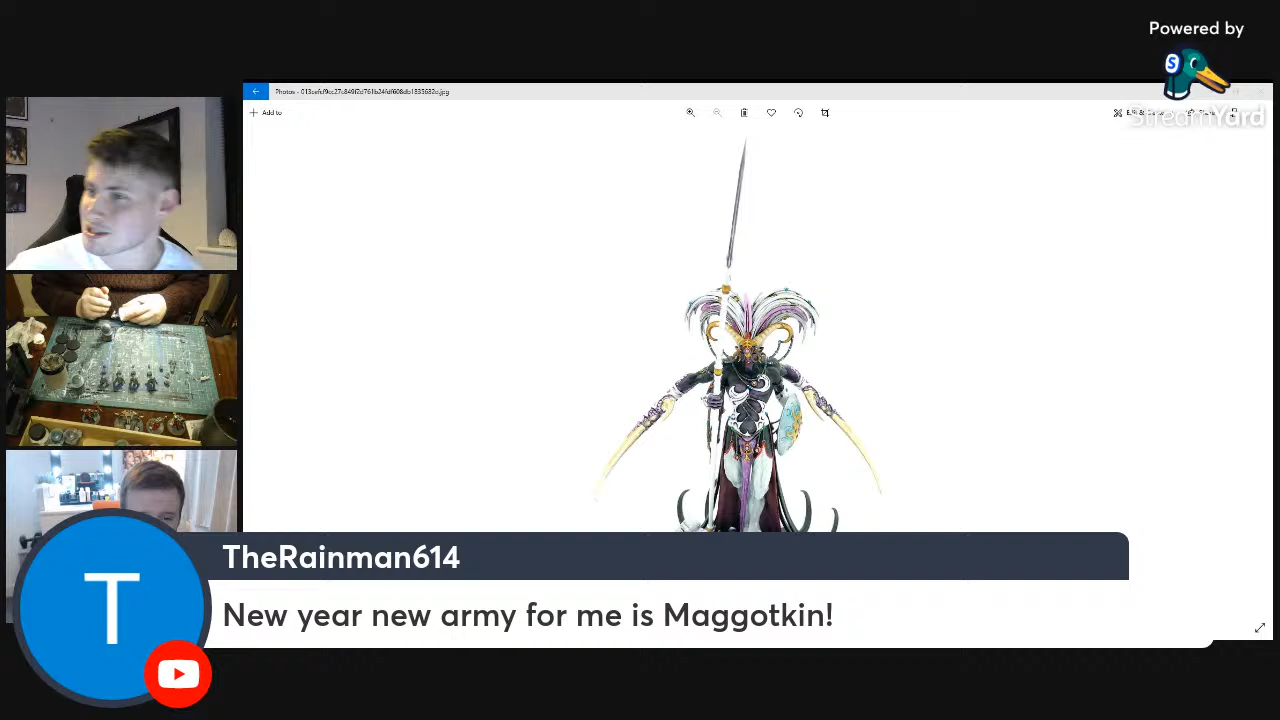 Powered by
StreamYard
Add to
TheRainman614
New year new army for me is Maggotkin!
T